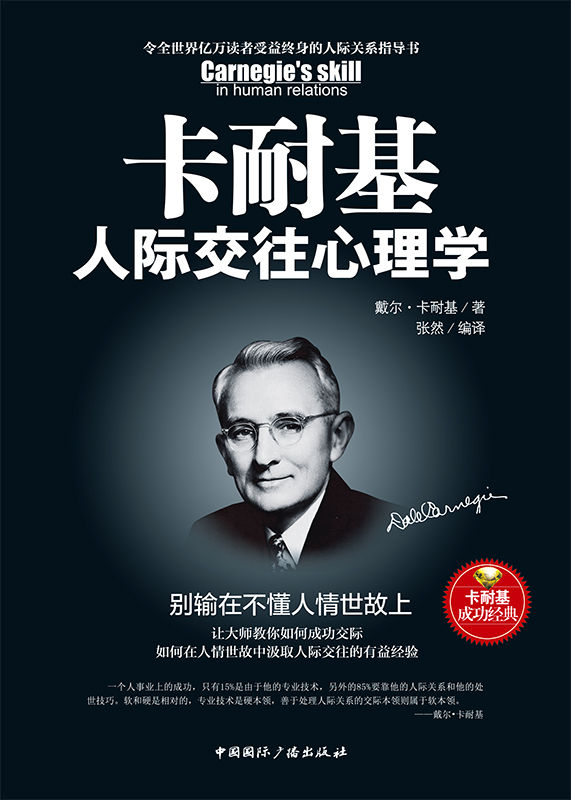 令全世界亿万读者受益终身的人际关系指导书
Carnegie's skill
in human relations
卡耐基
人际交往心理学
戴尔·卡耐基/著
张然/编译
Dale Carnegie
别输在不懂人情世故上
卡耐基
成功经典
让大师教你如何成功交际
如何在人情世故中汲取人际交往的有益经验
一个人事业上的成功，只有15%是由于他的专业技术，另外的85%要靠他的人际关系和他的处
世技巧。软和硬是相对的，专业技术是硬本领，善于处理人际关系的交际本领则属于软本领。
——戴尔•卡耐基
中国国际广播出版社